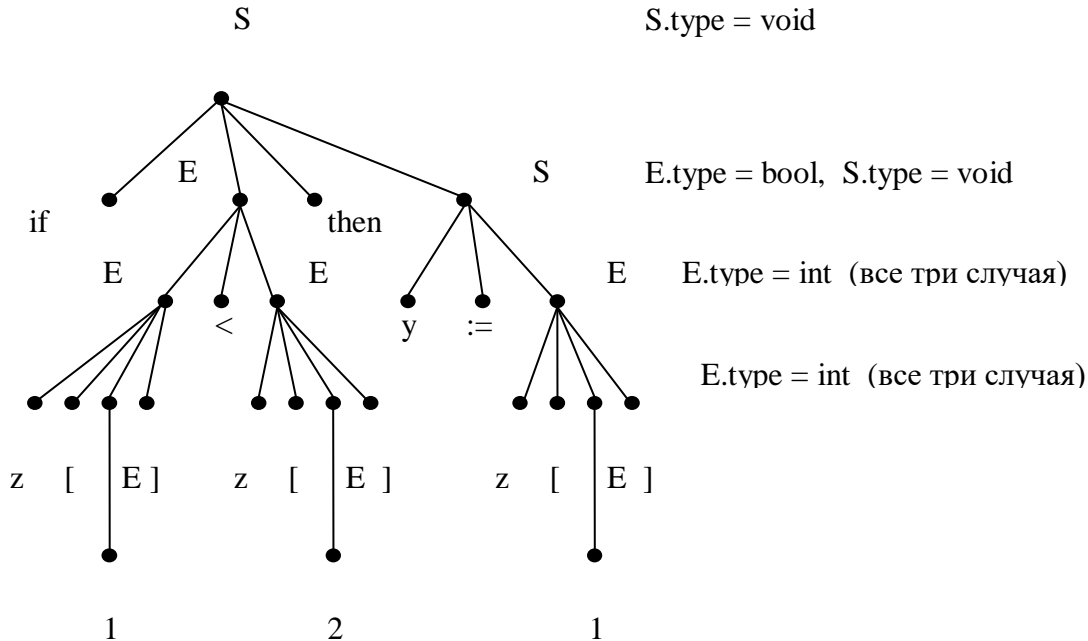 S S.type = void
E S E.type = bool, S.type = void
if then
E E E E.type = int (все три случая)
< y :=
E.type = int (все три случая)
z [ E ] z [ E ] z [ E ]
1 2 1